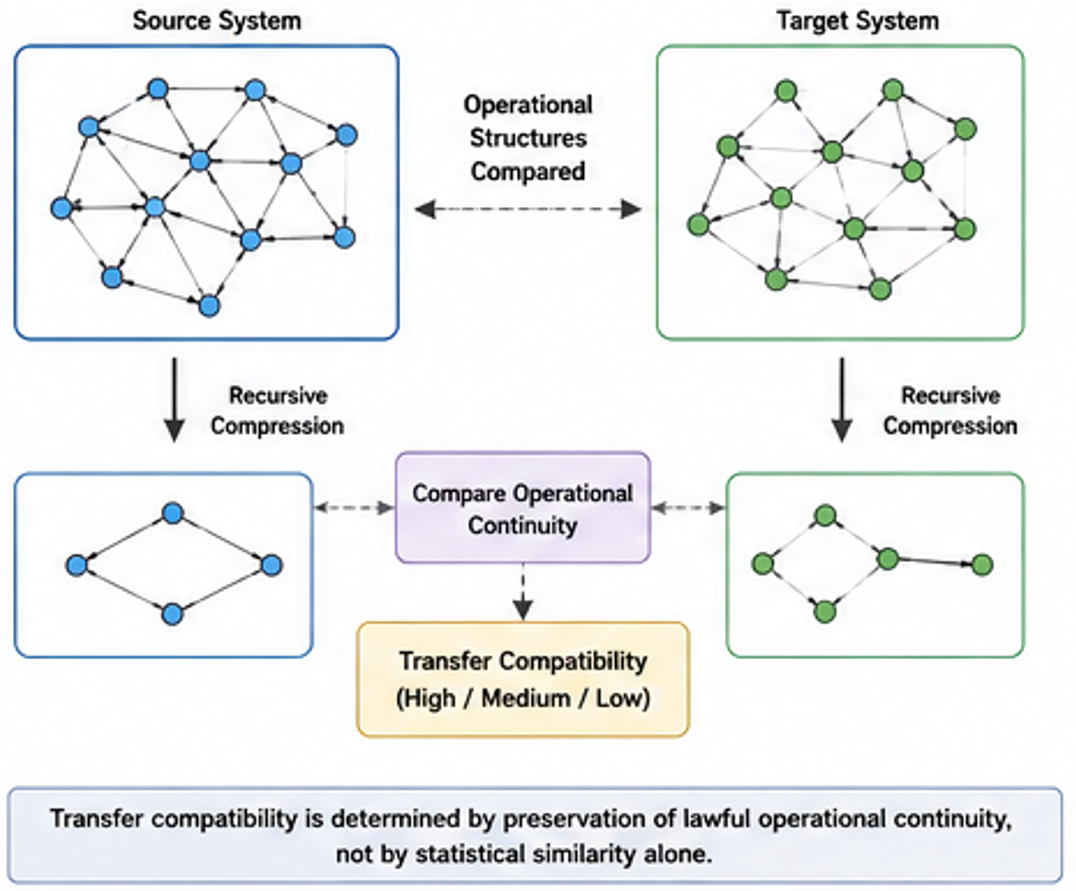 Source System
Target System
Operational
Structures
Compared
Recursive
Compression
Recursive
Compression
Compare Operational
Continuity
Transfer Compatibility
(High / Medium / Low)
Transfer compatibility is determined by preservation of lawful operational continuity,
not by statistical similarity alone.